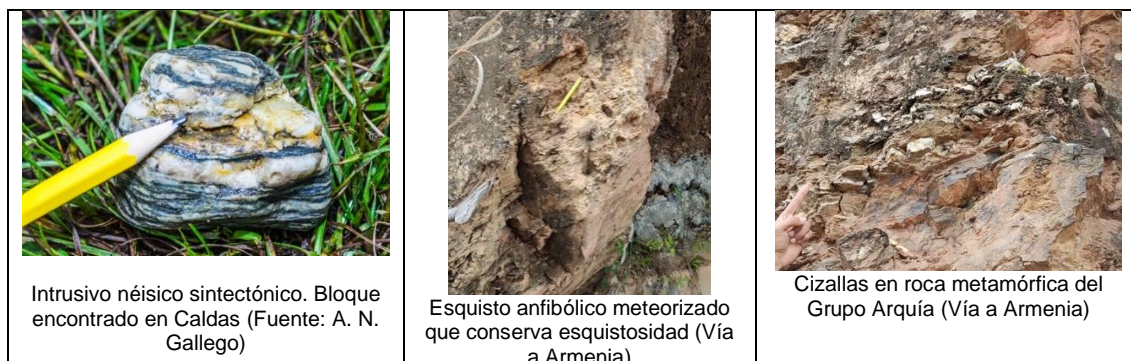 Intrusivo néisico sintectónico. Bloque
encontrado en Caldas (Fuente: A. N.
Gallego)
Esquisto anfibólico meteorizado
que conserva esquistosidad (Vía
a Armenia)
Cizallas en roca metamórfica del
Grupo Arquía (Vía a Armenia)